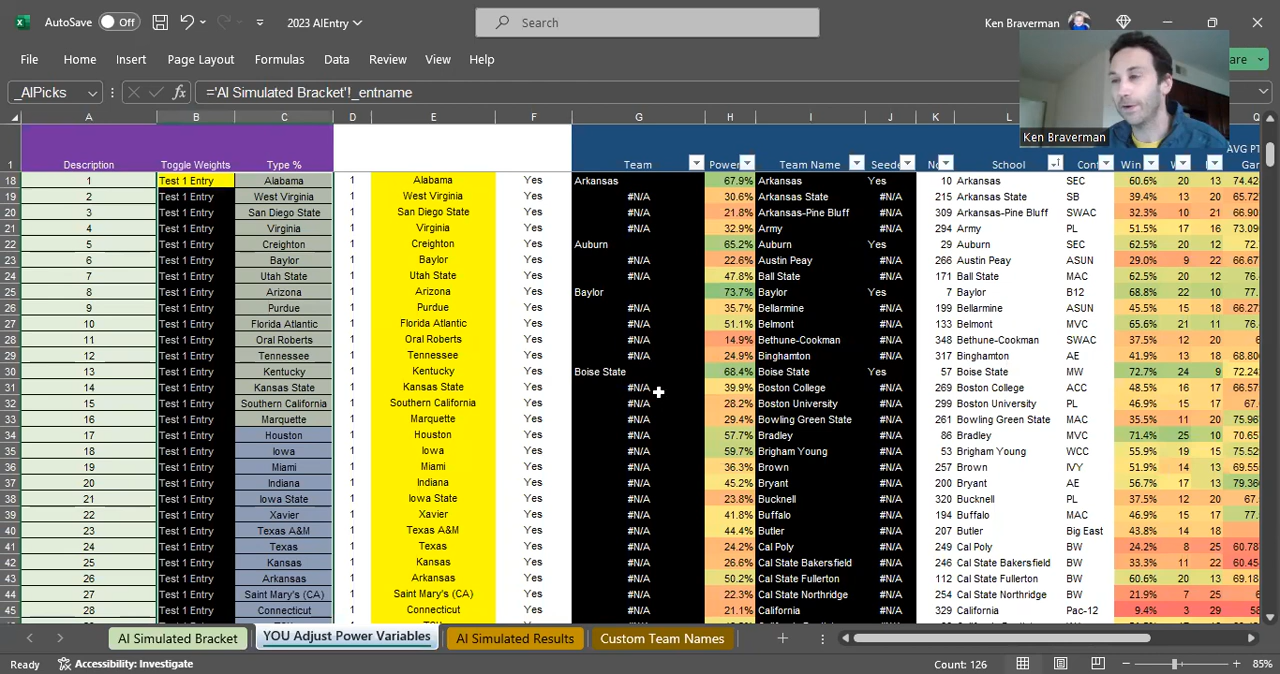 AutoSave Off 2023 AIEntry Search Ken Braverman
File Home Insert Page Layout Formulas Data Review View Help
_AIPicks fx ='AI Simulated Bracket'!_entname
Ken Braverman
A B C D E F G H I J K L
AVG PT
1 Description Toggle Weights Type % Team Power Team Name Seede School Con Win
18 1 Test 1 Entry Alabama 1 Alabama Yes Arkansas 67.9% Arkansas Yes 10 Arkansas SEC 60.6% 20 13 74.42
19 2 Test 1 Entry West Virginia 1 West Virginia Yes #N/A 30.6% Arkansas State #N/A 215 Arkansas State SB 39.4% 13 20 65.72
20 3 Test 1 Entry San Diego State 1 San Diego State Yes #N/A 21.8% Arkansas-Pine Bluff #N/A 309 Arkansas-Pine Bluff SWAC 32.3% 10 21 66.90
21 4 Test 1 Entry Virginia 1 Virginia Yes #N/A 32.9% Army #N/A 294 Army PL 51.5% 17 16 73.09
22 5 Test 1 Entry Creighton 1 Creighton Yes Auburn 65.2% Auburn Yes 29 Auburn SEC 62.5% 20 12 72.
23 6 Test 1 Entry Baylor 1 Baylor Yes #N/A 22.6% Austin Peay #N/A 266 Austin Peay ASUN 29.0% 9 22 66.67
24 7 Test 1 Entry Utah State 1 Utah State Yes #N/A 47.8% Ball State #N/A 171 Ball State MAC 62.5% 20 12 76.
25 8 Test 1 Entry Arizona 1 Arizona Yes Baylor 73.7% Baylor Yes 7 Baylor B12 68.8% 22 10 77.
26 9 Test 1 Entry Purdue 1 Purdue Yes #N/A 35.7% Bellarmine #N/A 199 Bellarmine ASUN 45.5% 15 18 66.27
27 10 Test 1 Entry Florida Atlantic 1 Florida Atlantic Yes #N/A 51.1% Belmont #N/A 133 Belmont MVC 65.6% 21 11 76.
28 11 Test 1 Entry Oral Roberts 1 Oral Roberts Yes #N/A 14.9% Bethune-Cookman #N/A 348 Bethune-Cookman SWAC 37.5% 12 20 64.
29 12 Test 1 Entry Tennessee 1 Tennessee Yes #N/A 24.9% Binghamton #N/A 317 Binghamton AE 41.9% 13 18 68.80
30 13 Test 1 Entry Kentucky 1 Kentucky Yes Boise State 68.4% Boise State Yes 57 Boise State MW 72.7% 24 9 72.24
31 14 Test 1 Entry Kansas State 1 Kansas State Yes #N/A 39.9% Boston College #N/A 269 Boston College ACC 48.5% 16 17 66.57
32 15 Test 1 Entry Southern California 1 Southern California Yes #N/A 28.2% Boston University #N/A 299 Boston University PL 46.9% 15 17 67.
33 16 Test 1 Entry Marquette 1 Marquette Yes #N/A 29.4% Bowling Green State #N/A 261 Bowling Green State MAC 35.5% 11 20 75.96
34 17 Test 1 Entry Houston 1 Houston Yes #N/A 57.7% Bradley #N/A 86 Bradley MVC 71.4% 25 10 70.65
35 18 Test 1 Entry Iowa 1 Iowa Yes #N/A 59.7% Brigham Young #N/A 53 Brigham Young WCC 55.9% 19 15 74.
36 19 Test 1 Entry Miami 1 Miami Yes #N/A 36.3% Brown #N/A 257 Brown IVY 51.9% 14 13 69.55
37 20 Test 1 Entry Indiana 1 Indiana Yes #N/A 45.2% Bryant #N/A 200 Bryant AE 56.7% 17 13 79.36
38 21 Test 1 Entry Iowa State 1 Iowa State Yes #N/A 23.8% Bucknell #N/A 320 Bucknell PL 37.5% 12 20 67.
39 22 Test 1 Entry Xavier 1 Xavier Yes #N/A Buffalo #N/A 194 Buffalo MAC 46.9% 15 17 77.
40 23 Test 1 Entry Texas A&M 1 Texas A&M Yes #N/A 44.4% Butler #N/A 207 Butler Big East 43.8% 14 18
41 24 Test 1 Entry Texas 1 Texas Yes #N/A 24.2% Cal Poly #N/A 249 Cal Poly BW 24.2% 8 25 60.78
42 25 Test 1 Entry Kansas 1 Kansas Yes #N/A 26.6% Cal State Bakersfield #N/A 311 Cal State Bakersfield BW 33.3% 11 22 60.45
43 26 Test 1 Entry Arkansas 1 Arkansas Yes #N/A 50.2% Cal State Fullerton #N/A 112 Cal State Fullerton BW 60.6% 20 13 69.18
44 27 Test 1 Entry Saint Mary's (CA) 1 Saint Mary's (CA) Yes #N/A 27.3% Cal State Northridge #N/A 254 Cal State Northridge BW 21.9% 7 25
45 28 Test 1 Entry Connecticut 1 Connecticut Yes #N/A 21.1% California #N/A 329 California Pac-12 9.4% 3 29 58
AI Simulated Bracket YOU Adjust Power Variables AI Simulated Results Custom Team Names
Ready Accessibility: Investigate Count: 126 85%